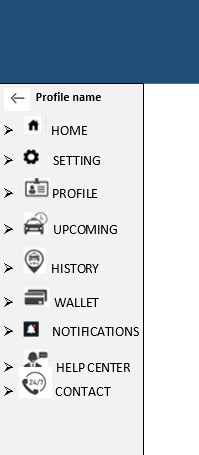 Profile name
HOME
SETTING
PROFILE
UPCOMING
HISTORY
WALLET
NOTIFICATIONS
HELP CENTER
24/7
CONTACT